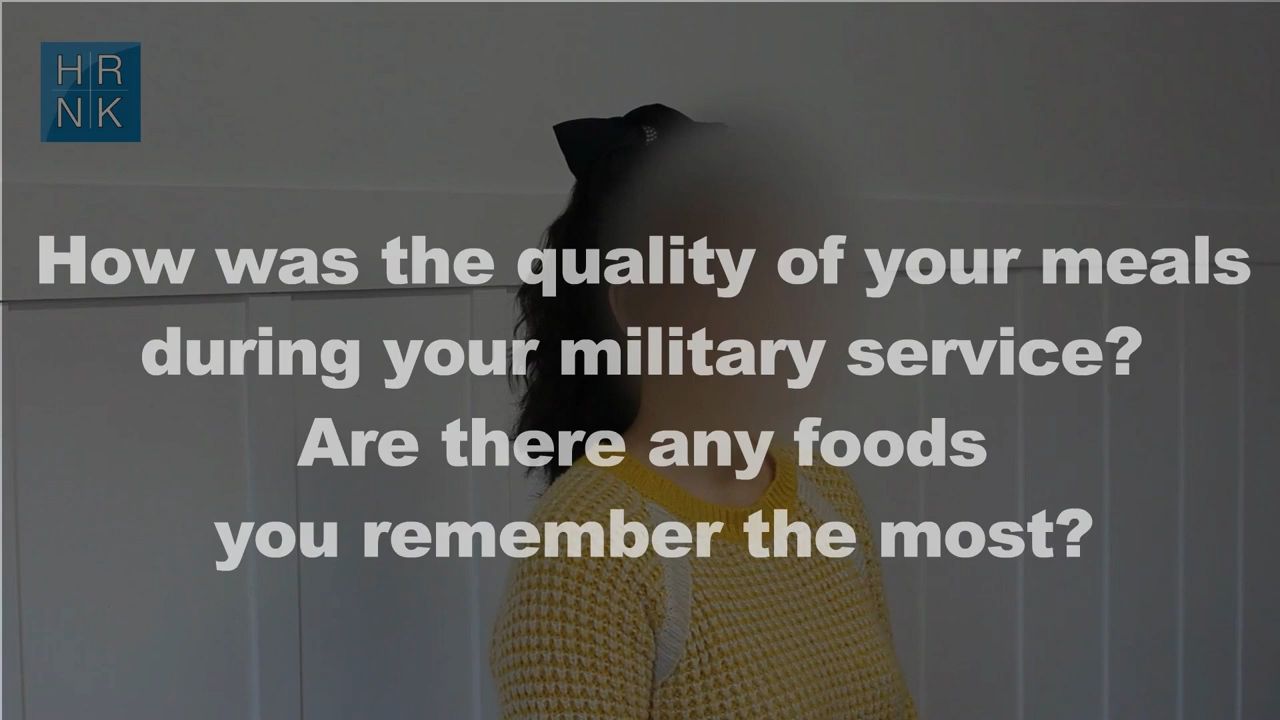 HR
NK
How was the quality of your meals
during your military service?
Are there any foods
you remember the most?